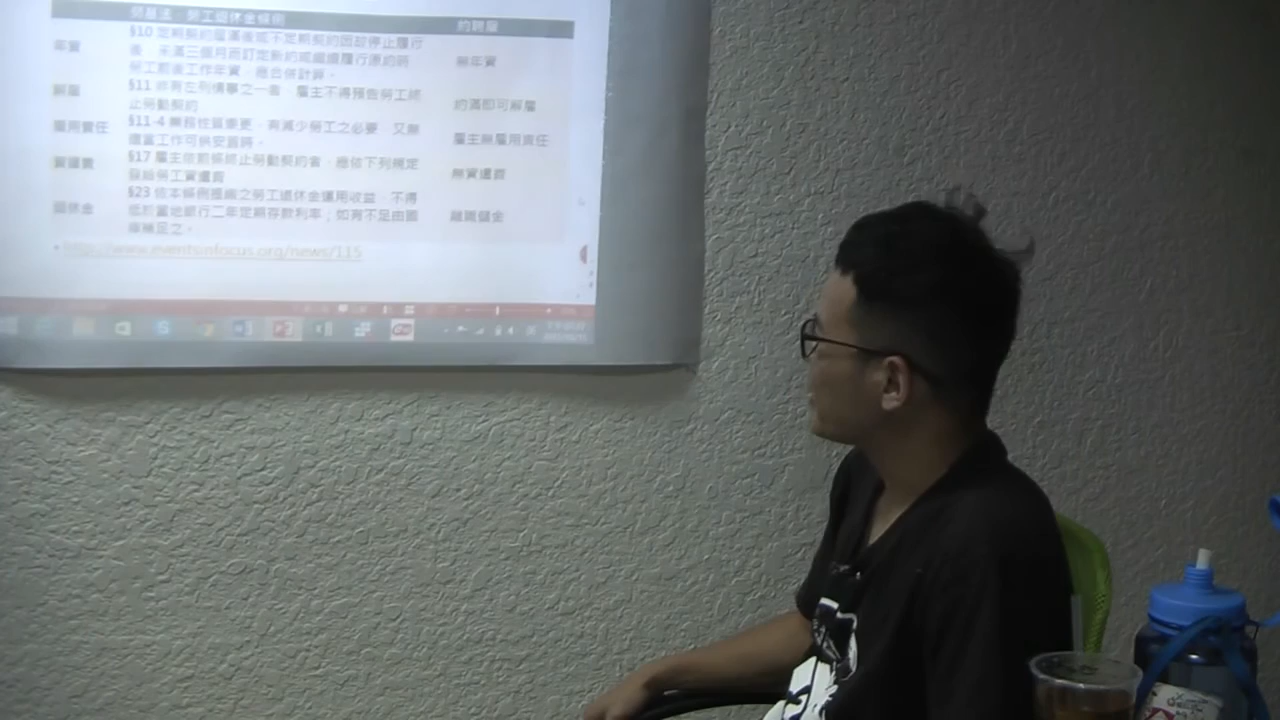 勞基法、勞工退休金條例 約聘雇
年資 §10 定期契約屆滿後或不定期契約因故停止履行後，未滿三個月而訂定新約或繼續履行原約時，勞工前後工作年資，應合併計算。 無年資
解雇 §11 非有左列情事之一者，雇主不得預告勞工終止勞動契約 約滿即可解雇
雇用責任 §11-4 業務性質變更，有減少勞工之必要，又無適當工作可供安置時。 雇主無雇用責任
資遣費 §17 雇主依前條終止勞動契約者，應依下列規定發給勞工資遣費 無資遣費
退休金 §23 依本條例提繳之勞工退休金運用收益，不得低於當地銀行二年定期存款利率；如有不足由國庫補足之。 離職儲金
http://www.eventsinfocus.org/news/115